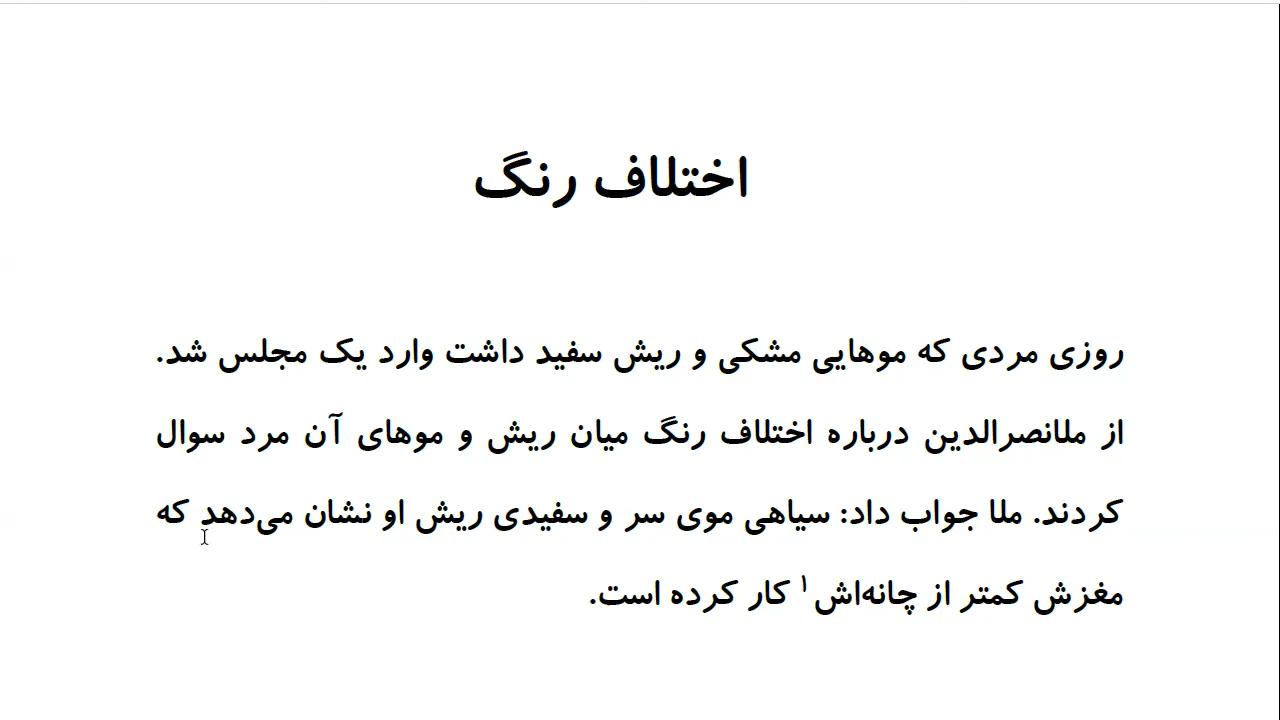 اختلاف رنگ
روزی مردی که موهایی مشکی و ریش سفید داشت وارد یک مجلس شد.
از ملانصرالدین درباره اختلاف رنگ میان ریش و موهای آن مرد سوال
کردند. ملا جواب داد: سیاهی موی سر و سفیدی ریش او نشان می‌دهد که
مغزش کمتر از چانه‌اش۱ کار کرده است.